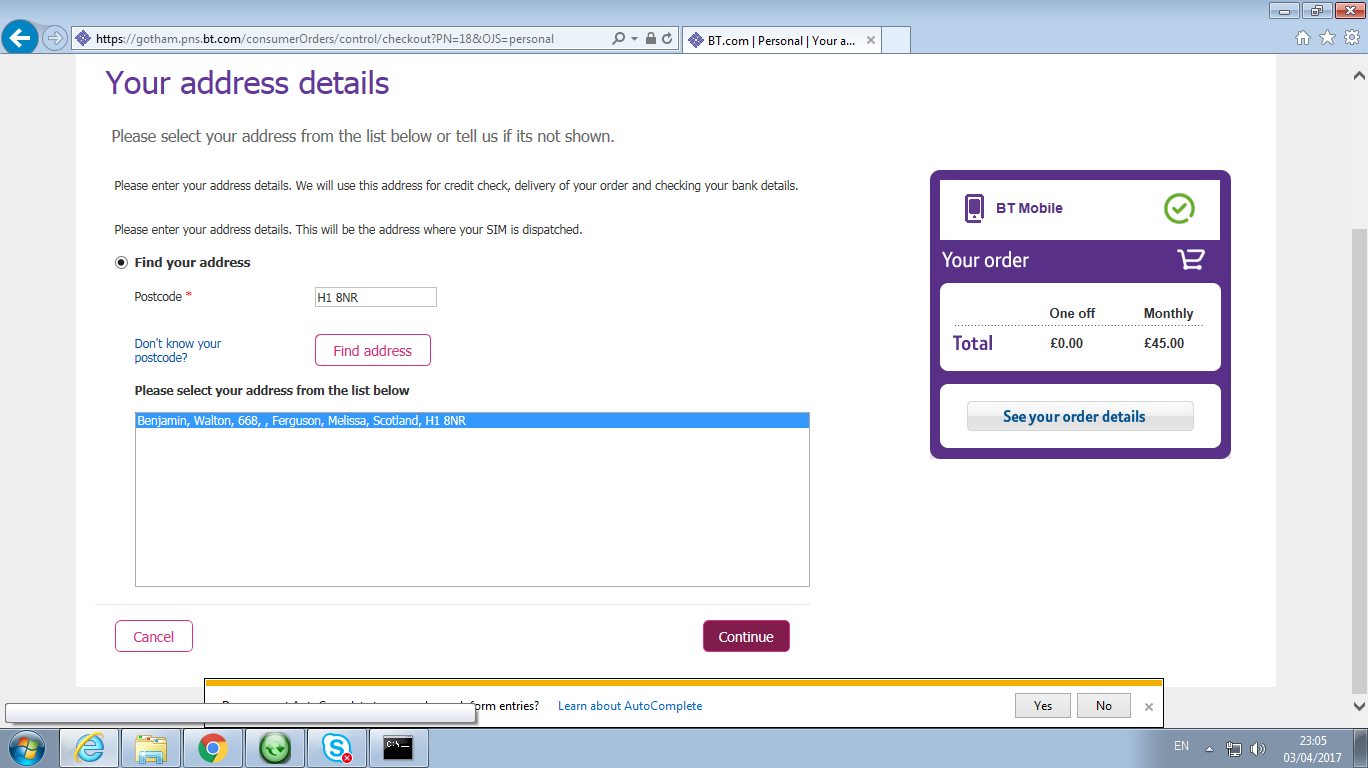 https://gotham.pns.bt.com/consumerOrders/control/checkout?PN=18&OJS=personal
BT.com | Personal | Your a...
Your address details
Please select your address from the list below or tell us if its not shown.
Please enter your address details. We will use this address for credit check, delivery of your order and checking your bank details.
Please enter your address details. This will be the address where your SIM is dispatched.
Find your address
Postcode *
H1 8NR
Don't know your
postcode?
Find address
Please select your address from the list below
Benjamin, Walton, 668, , Ferguson, Melissa, Scotland, H1 8NR
Cancel
Continue
BT Mobile
Your order
One off Monthly
Total £0.00 £45.00
See your order details
form entries? Learn about AutoComplete
Yes No
C:\
EN
23:05
03/04/2017